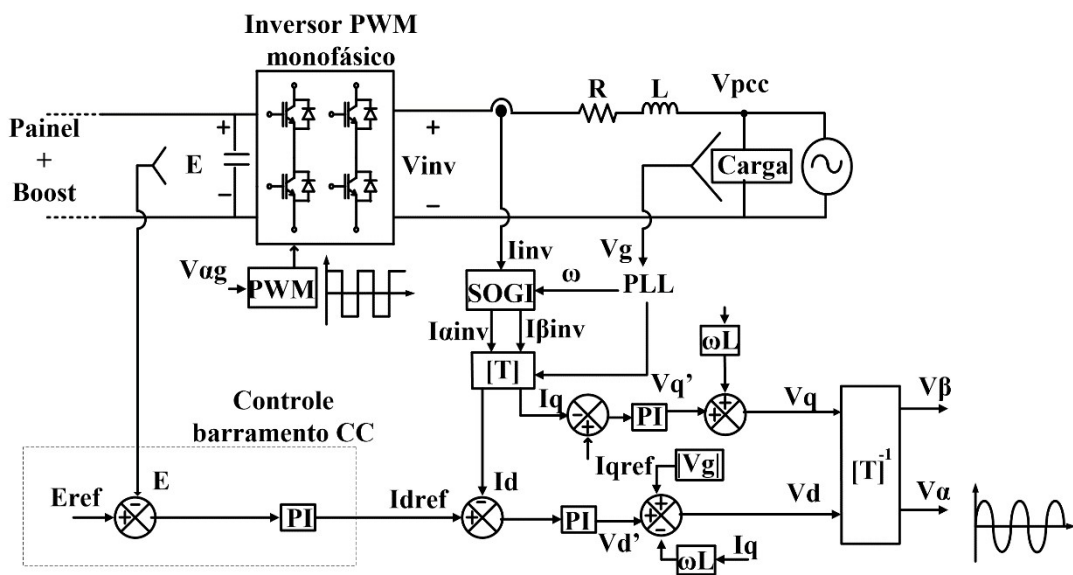 Inversor PWM
monofásico
Painel
+
Boost
+
E
−
+
Vinv
−
R
L
Vpcc
Carga
Iinv
Vg
Vαg
PWM
SOGI
ω
PLL
Iαinv
Iβinv
[T]
ωL
Iq
Vq’
-
+
PI
+
+
Vq
Vβ
Iqref
|Vg|
[T]⁻¹
Controle
barramento CC
Eref
E
+
-
PI
Idref
Id
+
-
PI
Vd’
+
+
-
Vd
Vα
ωL
Iq